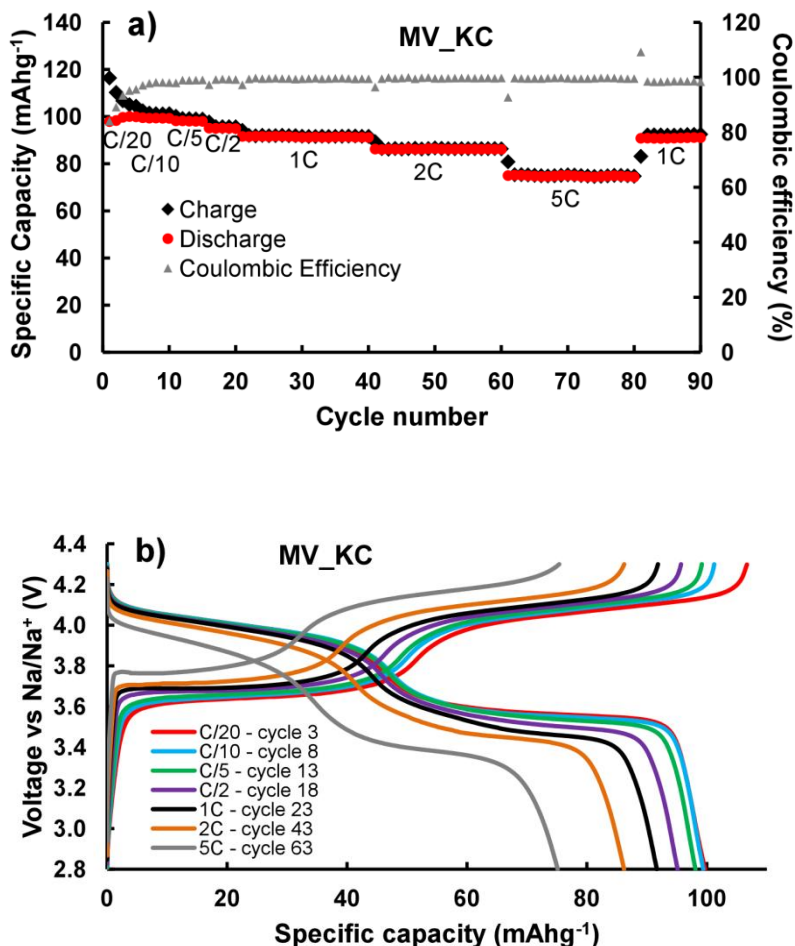 a)
MV_KC
Specific Capacity (mAhg⁻¹)
Coulombic efficiency (%)
140
120
100
80
60
40
20
0
120
100
80
60
40
20
0
C/20
C/10
C/5
C/2
1C
2C
5C
1C
Charge
Discharge
Coulombic Efficiency
0 10 20 30 40 50 60 70 80 90
Cycle number
b)
MV_KC
Voltage vs Na/Na⁺ (V)
4.4
4.2
4.0
3.8
3.6
3.4
3.2
3.0
2.8
C/20 - cycle 3
C/10 - cycle 8
C/5 - cycle 13
C/2 - cycle 18
1C - cycle 23
2C - cycle 43
5C - cycle 63
0 20 40 60 80 100
Specific capacity (mAhg⁻¹)